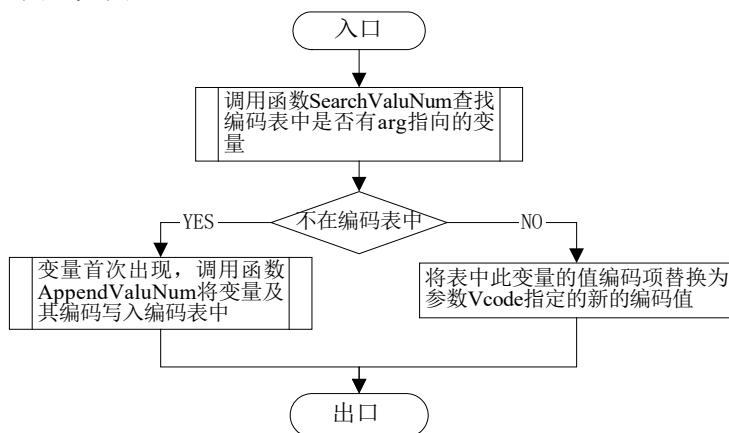 入口
调用函数SearchValuNum查找
编码表中是否有arg指向的变
量
不在编码表中
YES
NO
变量首次出现，调用函数
AppendValuNum将变量及
其编码写入编码表中
将表中此变量的值编码项替换为
参数Vcode指定的新的编码值
出口